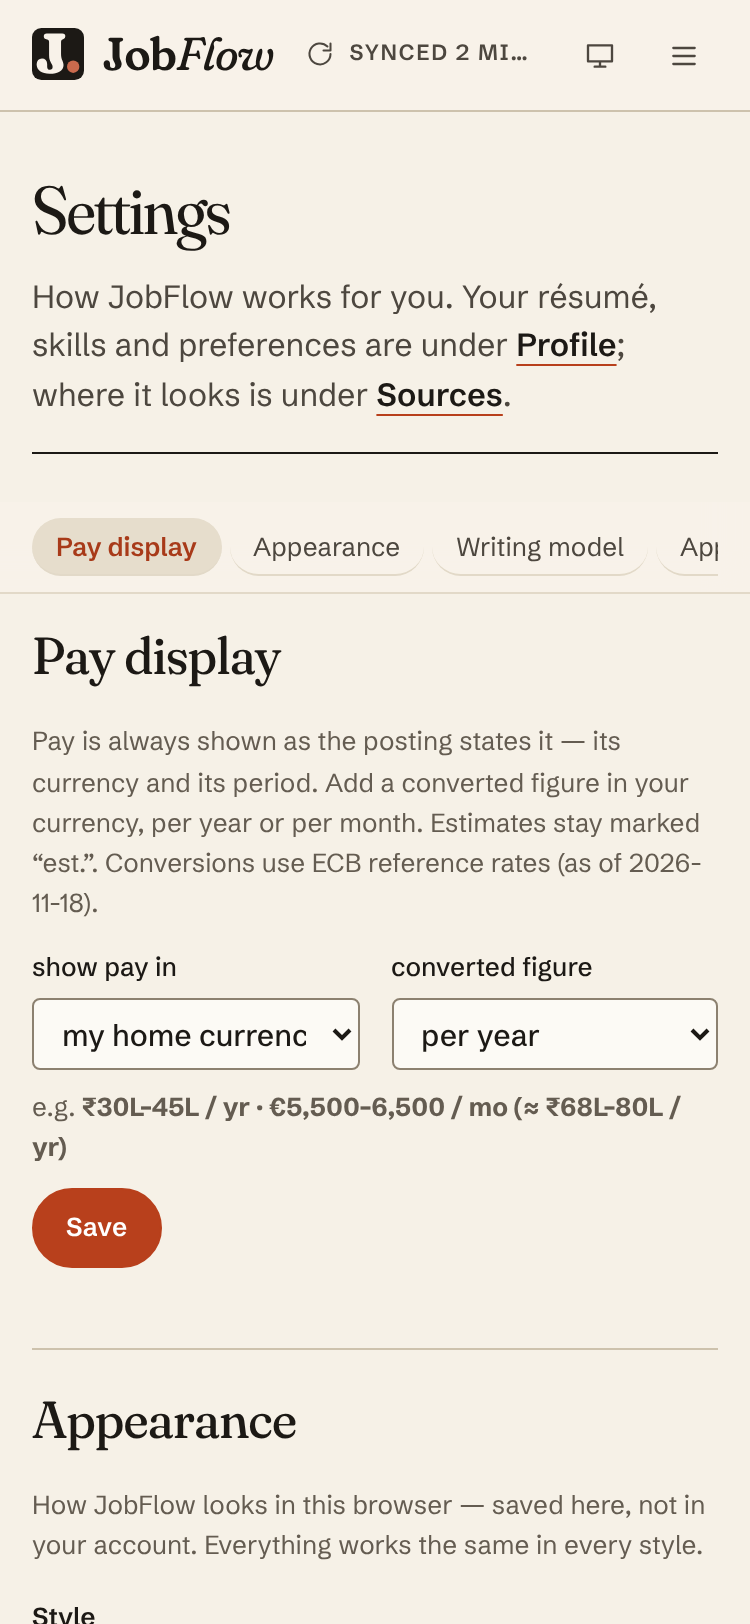 J. JobFlow SYNCED 2 MI…
Settings
How JobFlow works for you. Your résumé,
skills and preferences are under Profile;
where it looks is under Sources.
Pay display Appearance Writing model App
Pay display
Pay is always shown as the posting states it — its
currency and its period. Add a converted figure in your
currency, per year or per month. Estimates stay marked
“est.”. Conversions use ECB reference rates (as of 2026-
11-18).
show pay in converted figure
my home currenc per year
e.g. ₹30L–45L / yr · €5,500–6,500 / mo (≈ ₹68L–80L /
yr)
Save
Appearance
How JobFlow looks in this browser — saved here, not in
your account. Everything works the same in every style.
Style